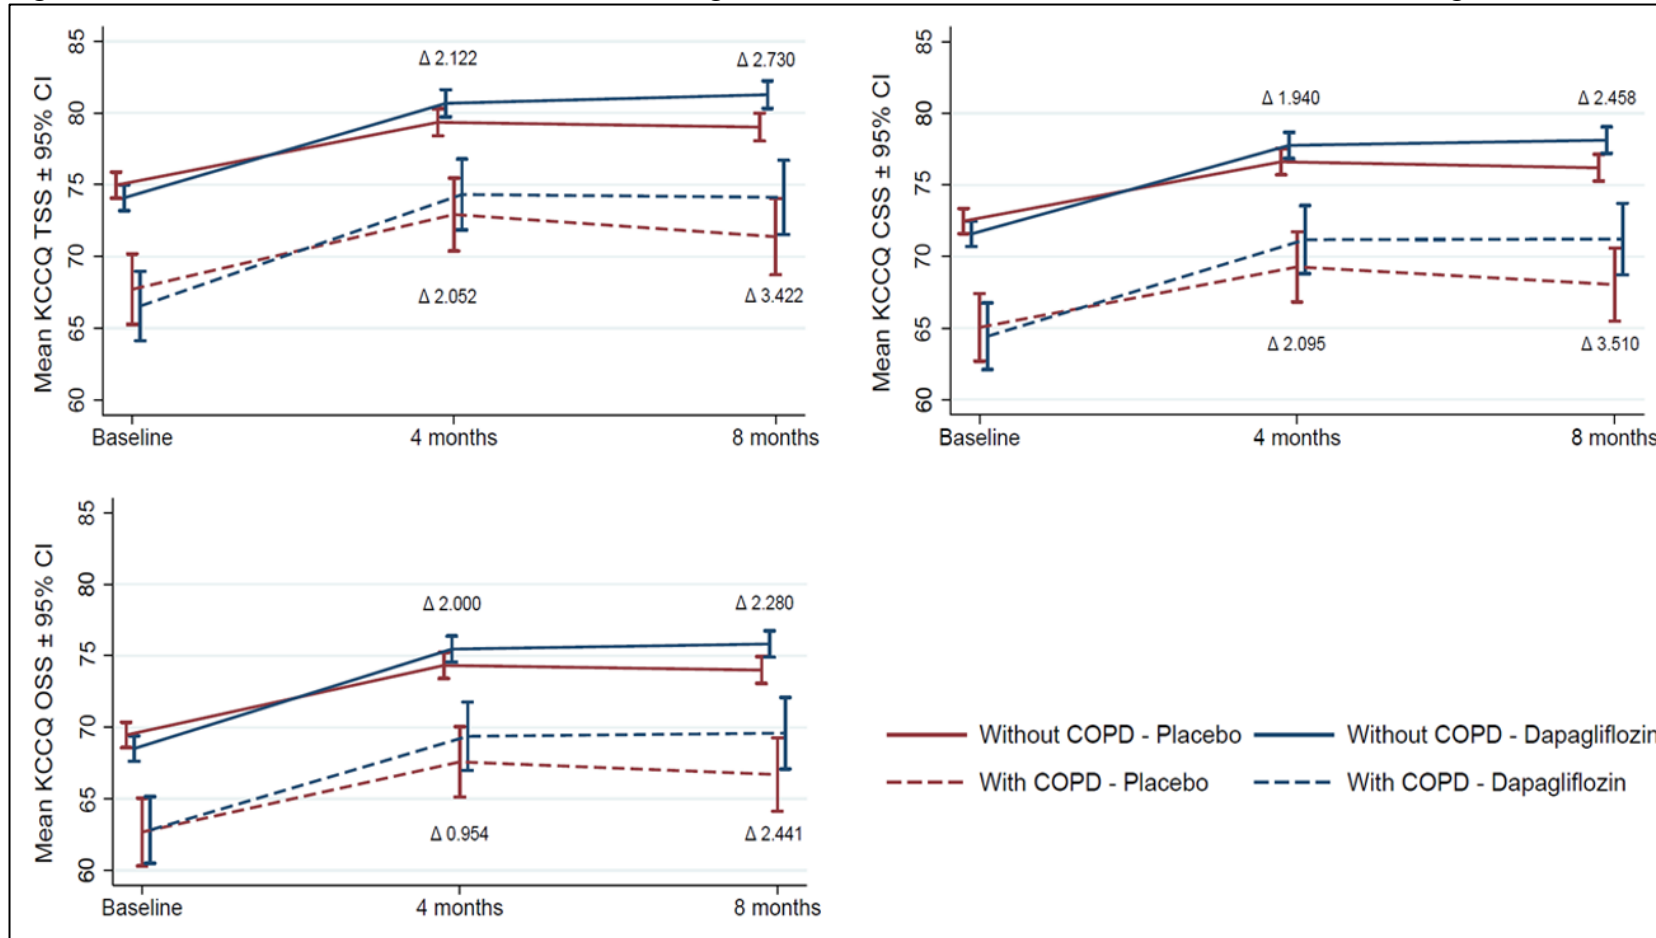 Mean KCCQ TSS ± 95% CI
85
80
75
70
65
60
Δ 2.122
Δ 2.730
Δ 2.052
Δ 3.422
Baseline
4 months
8 months
Mean KCCQ CSS ± 95% CI
85
80
75
70
65
60
Δ 1.940
Δ 2.458
Δ 2.095
Δ 3.510
Baseline
4 months
8 months
Mean KCCQ OSS ± 95% CI
85
80
75
70
65
60
Δ 2.000
Δ 2.280
Δ 0.954
Δ 2.441
Baseline
4 months
8 months
Without COPD - Placebo
Without COPD - Dapagliflozin
With COPD - Placebo
With COPD - Dapagliflozin